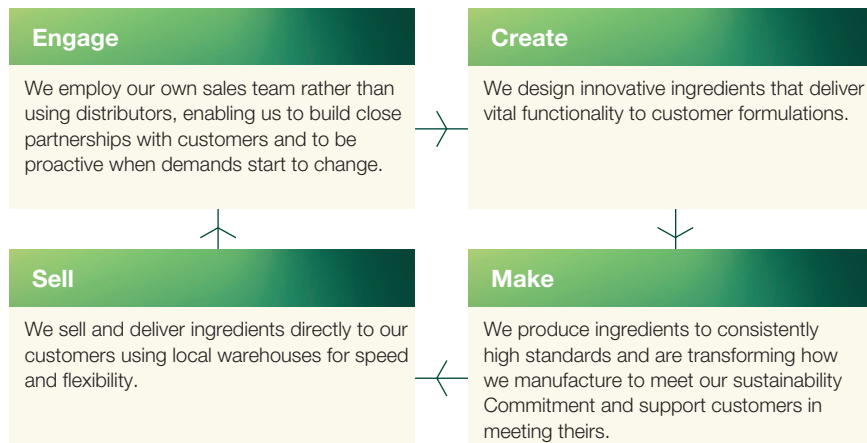 Engage
We employ our own sales team rather than
using distributors, enabling us to build close
partnerships with customers and to be
proactive when demands start to change.
Create
We design innovative ingredients that deliver
vital functionality to customer formulations.
Sell
We sell and deliver ingredients directly to our
customers using local warehouses for speed
and flexibility.
Make
We produce ingredients to consistently
high standards and are transforming how
we manufacture to meet our sustainability
Commitment and support customers in
meeting theirs.